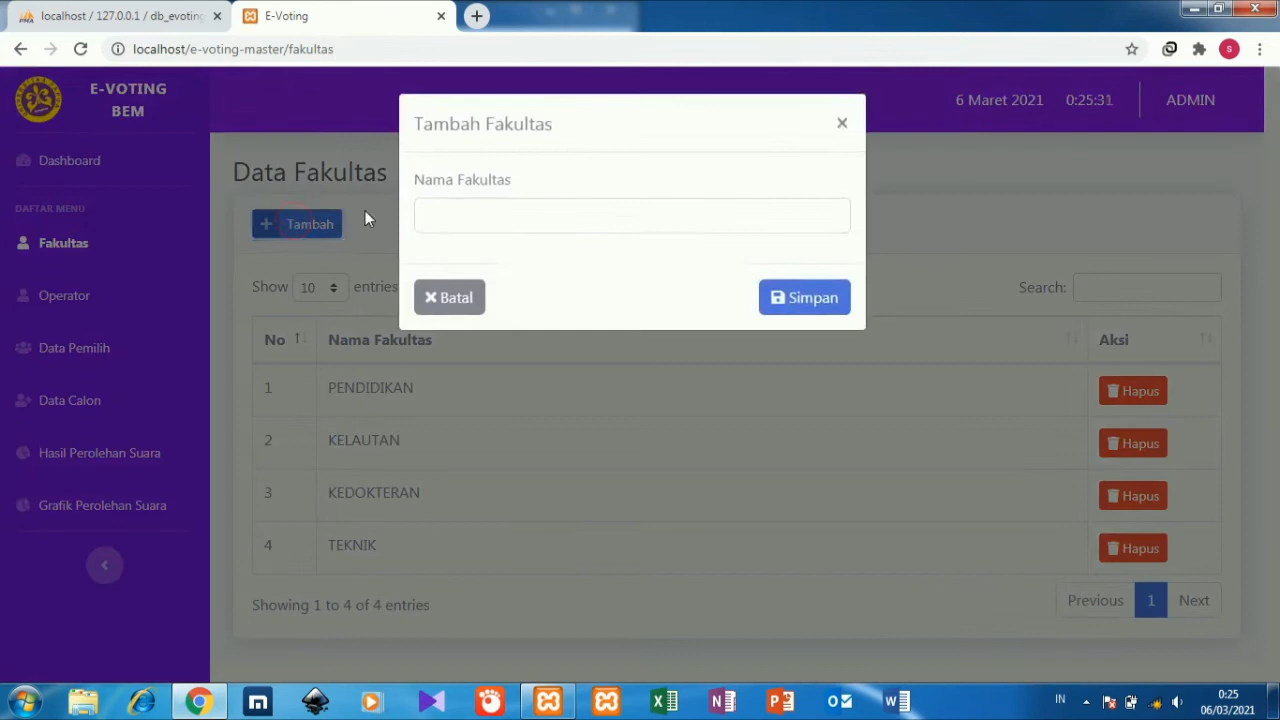 localhost / 127.0.0.1 / db_evoting
E-Voting
localhost/e-voting-master/fakultas
S
E-VOTING
BEM
6 Maret 2021
0:25:31
ADMIN
Dashboard
DAFTAR MENU
Fakultas
Operator
Data Pemilih
Data Calon
Hasil Perolehan Suara
Grafik Perolehan Suara
Data Fakultas
Tambah
Tambah Fakultas
Nama Fakultas
Batal
Simpan
Show 10 entries
Search:
No Nama Fakultas Aksi
1 PENDIDIKAN Hapus
2 KELAUTAN Hapus
3 KEDOKTERAN Hapus
4 TEKNIK Hapus
Showing 1 to 4 of 4 entries
Previous 1 Next
IN
0:25
06/03/2021